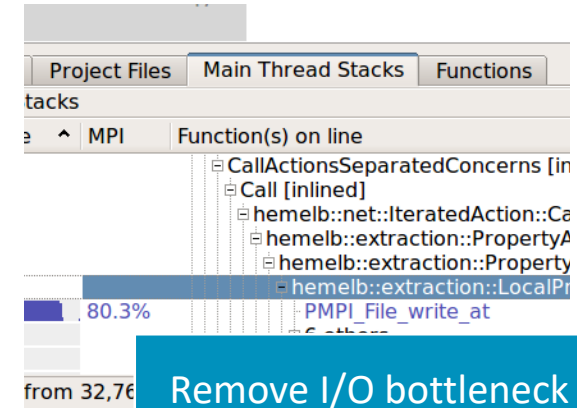 Project Files Main Thread Stacks Functions
tacks
MPI Function(s) on line
CallActionsSeparatedConcerns [in
Call [inlined]
hemelb::net::IteratedAction::Ca
hemelb::extraction::PropertyA
hemelb::extraction::Property
hemelb::extraction::LocalPr
80.3% PMPI_File_write_at
6 others
from 32,76
Remove I/O bottleneck